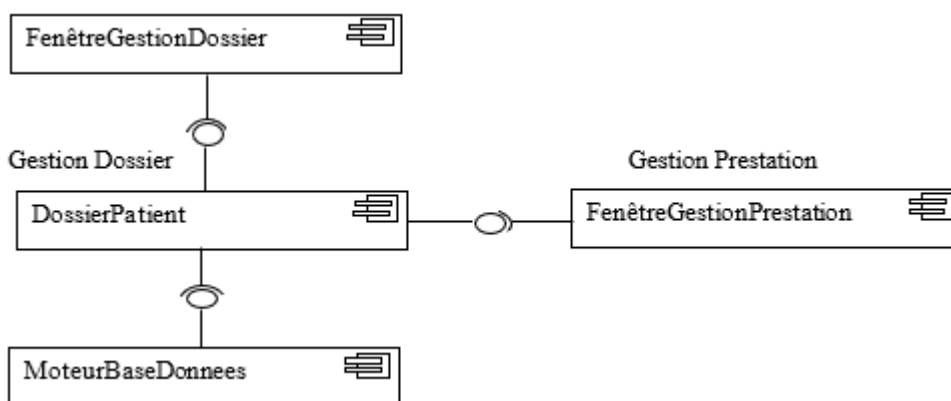 FenêtreGestionDossier
Gestion Dossier
Gestion Prestation
DossierPatient
FenêtreGestionPrestation
MoteurBaseDonnees